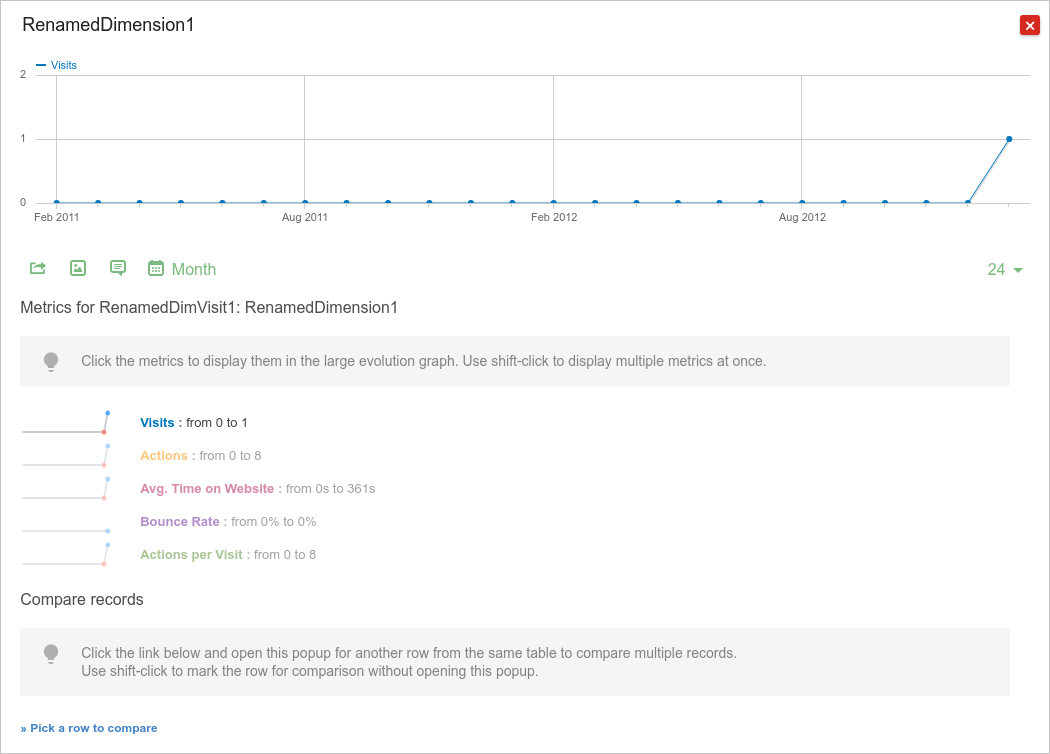 RenamedDimension1
Visits
2
1
0
Feb 2011
Aug 2011
Feb 2012
Aug 2012
Month
24
Metrics for RenamedDimVisit1: RenamedDimension1
Click the metrics to display them in the large evolution graph. Use shift-click to display multiple metrics at once.
Visits : from 0 to 1
Actions : from 0 to 8
Avg. Time on Website : from 0s to 361s
Bounce Rate : from 0% to 0%
Actions per Visit : from 0 to 8
Compare records
Click the link below and open this popup for another row from the same table to compare multiple records.
Use shift-click to mark the row for comparison without opening this popup.
» Pick a row to compare